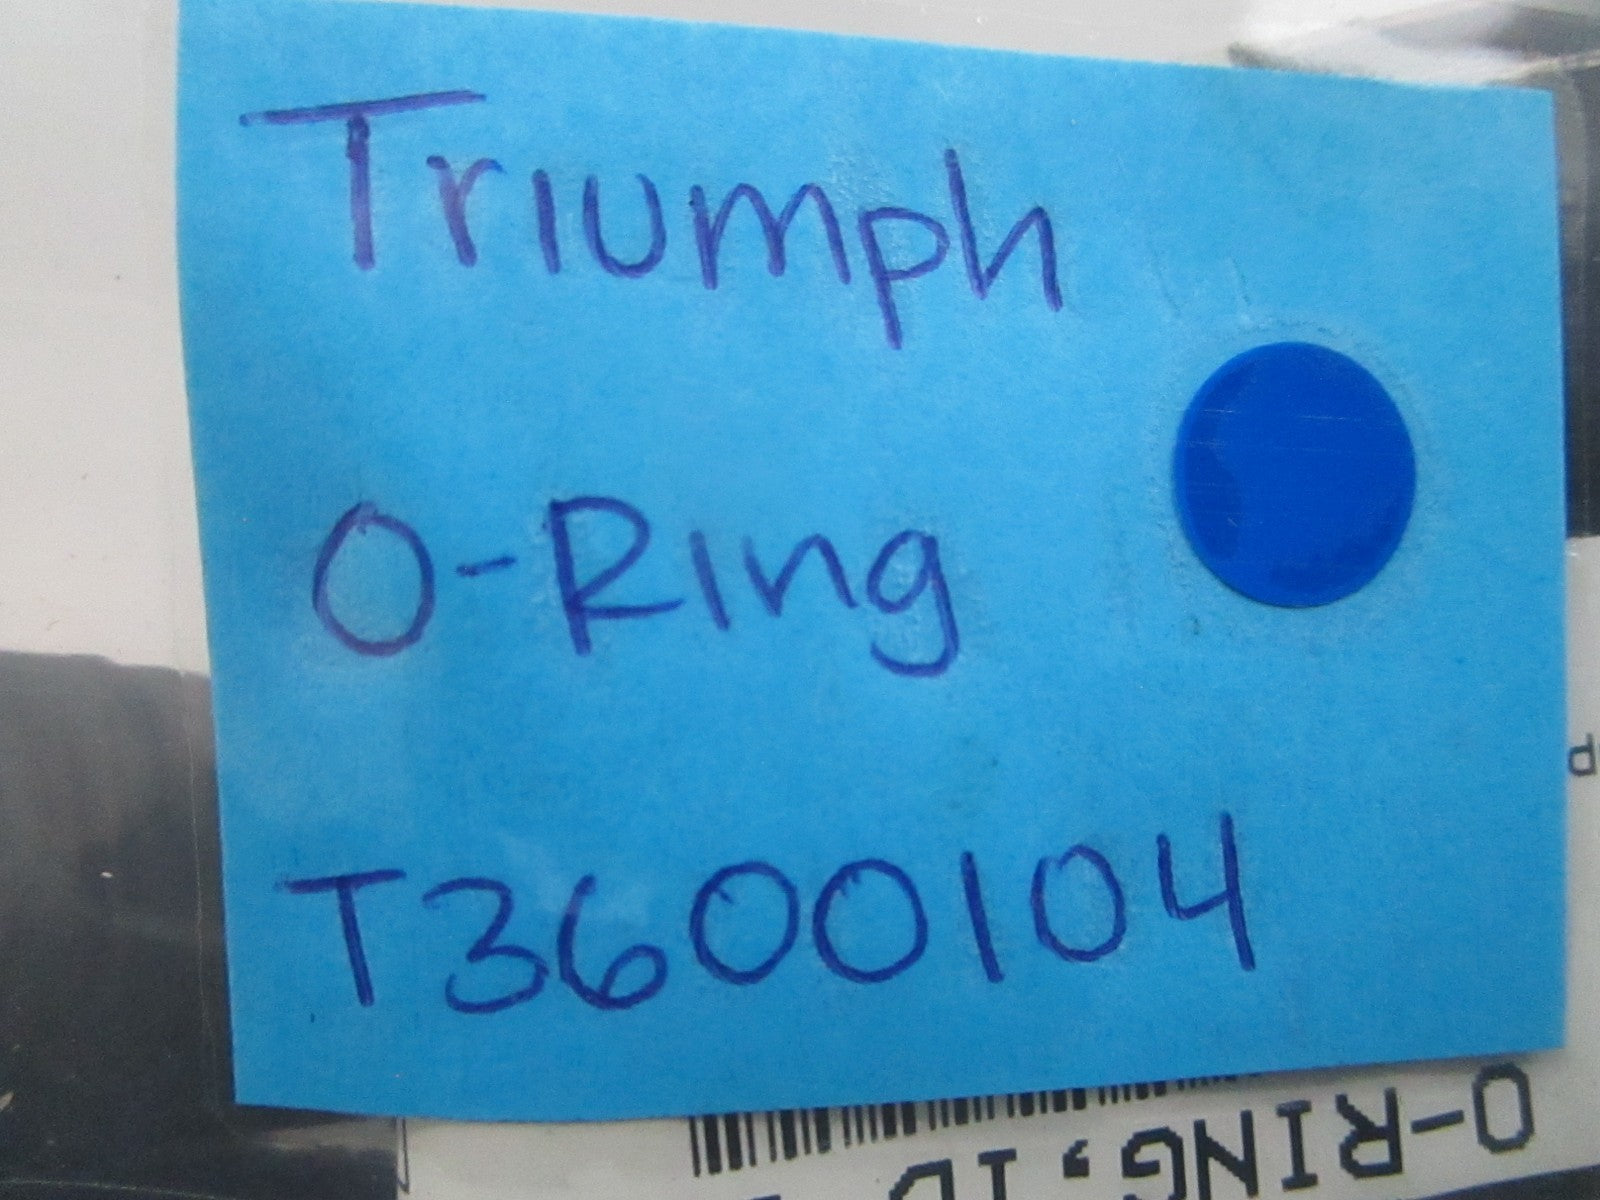 Triumph
O-Ring
T3600104
O-RING, ID